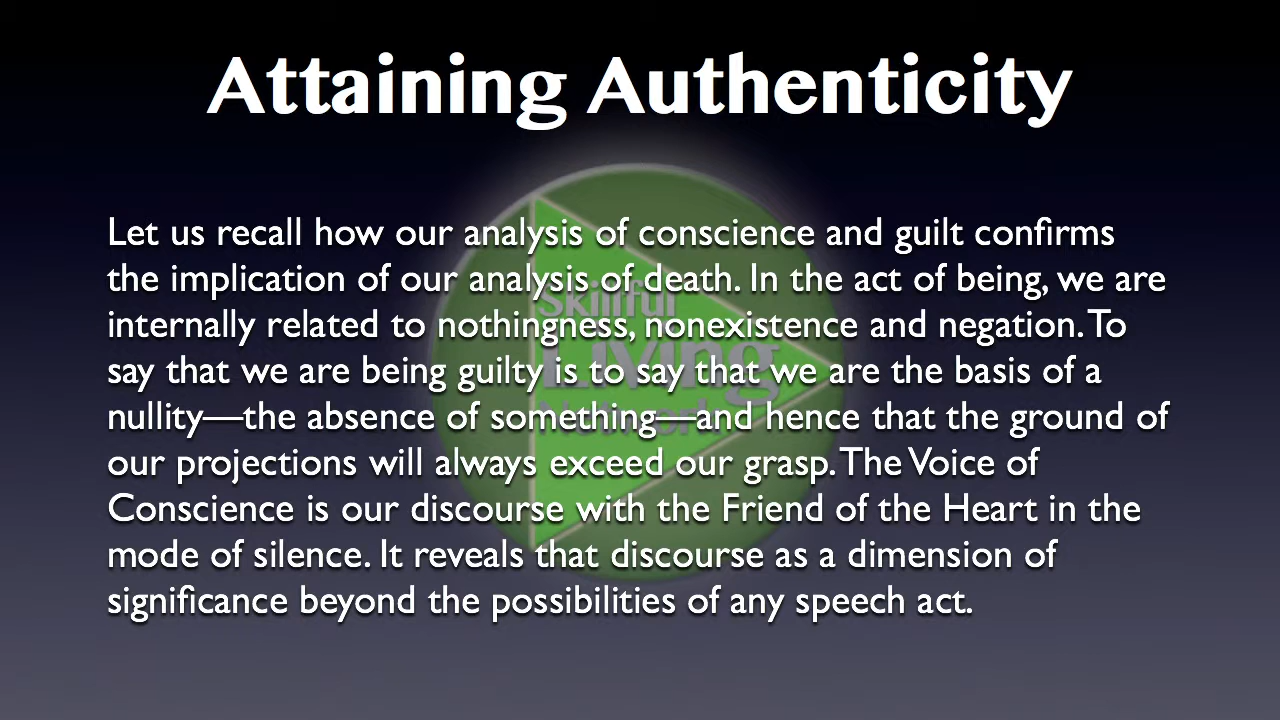 Attaining Authenticity
Let us recall how our analysis of conscience and guilt confirms
the implication of our analysis of death. In the act of being, we are
internally related to nothingness, nonexistence and negation. To
say that we are being guilty is to say that we are the basis of a
nullity—the absence of something—and hence that the ground of
our projections will always exceed our grasp. The Voice of
Conscience is our discourse with the Friend of the Heart in the
mode of silence. It reveals that discourse as a dimension of
significance beyond the possibilities of any speech act.
Skillful
Living
Network